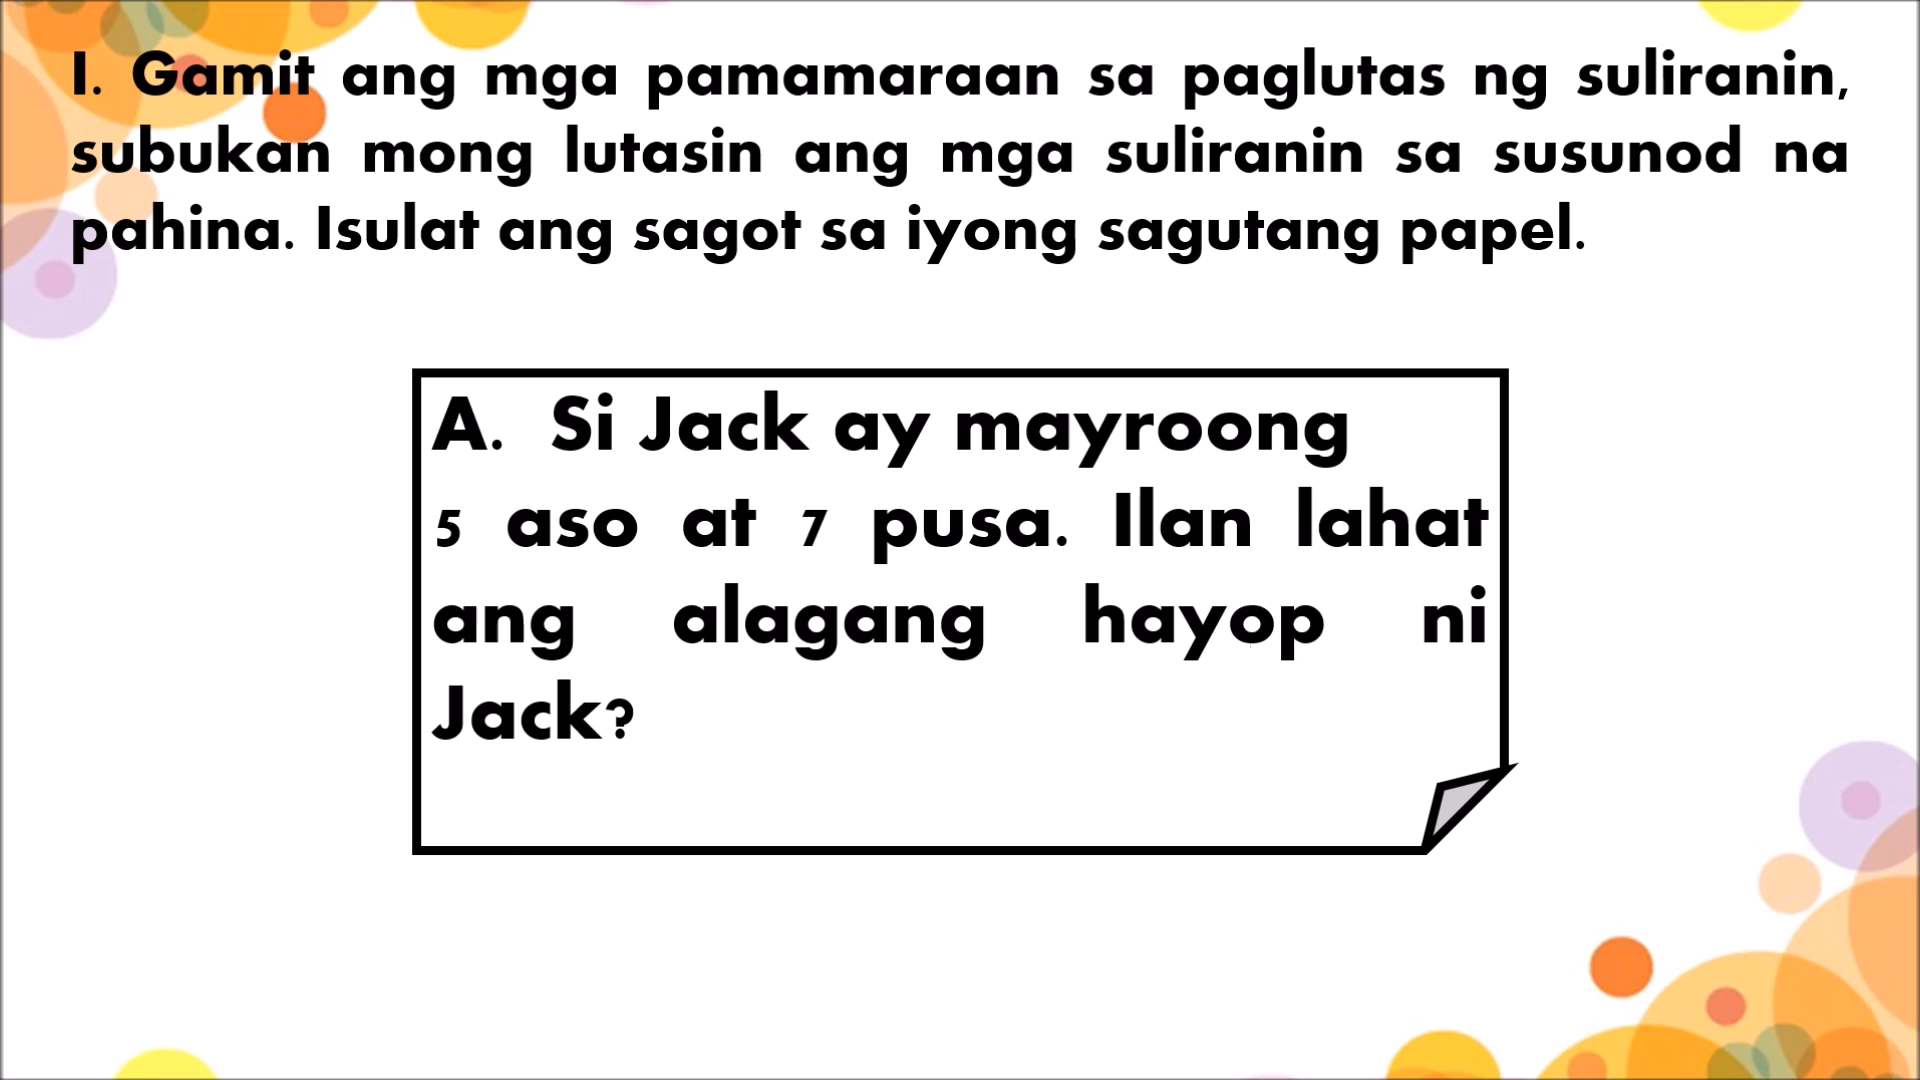 I. Gamit ang mga pamamaraan sa paglutas ng suliranin,
subukan mong lutasin ang mga suliranin sa susunod na
pahina. Isulat ang sagot sa iyong sagutang papel.
A. Si Jack ay mayroong
5 aso at 7 pusa. Ilan lahat
ang alagang hayop ni
Jack?